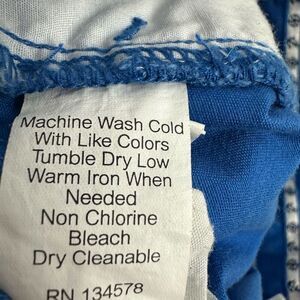 Machine Wash Cold
With Like Colors
Tumble Dry Low
Warm Iron When
Needed
Non Chlorine
Bleach
Dry Cleanable
RN 134578